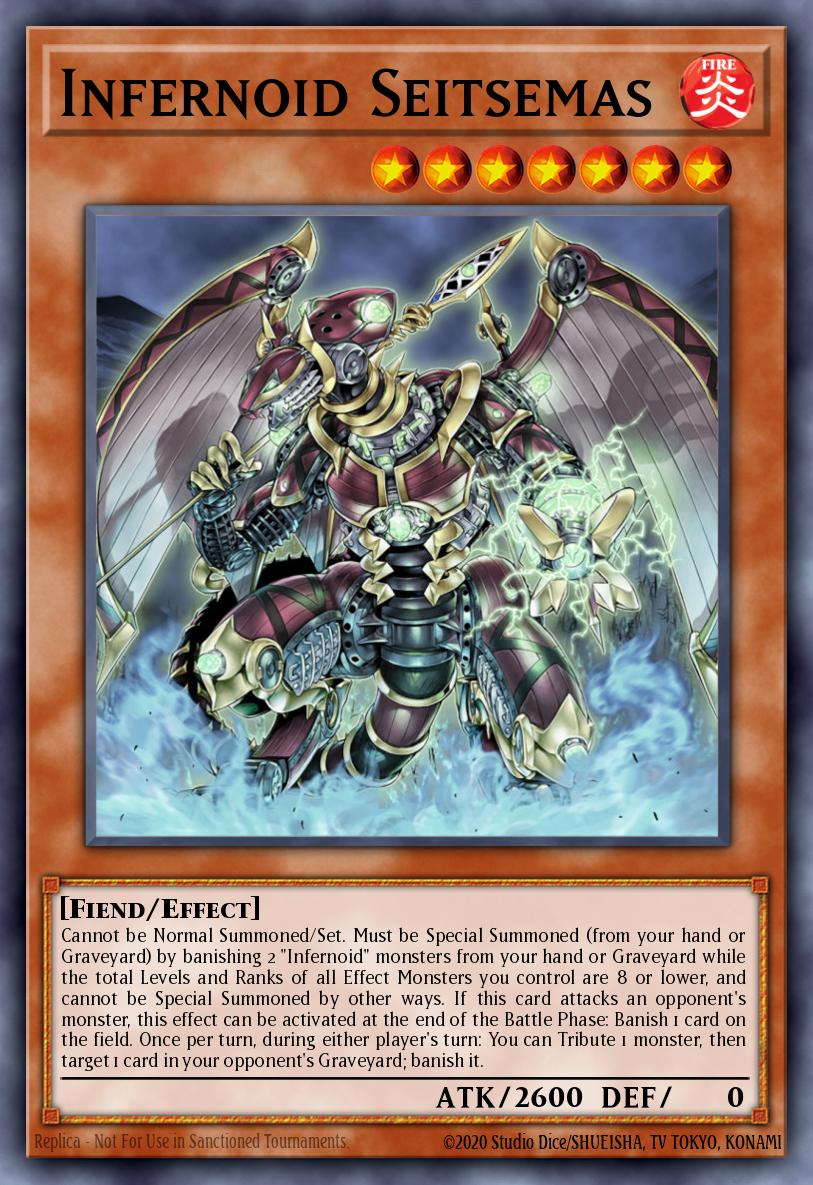 Infernoid Seitsemas
FIRE
炎
[Fiend/Effect]
Cannot be Normal Summoned/Set. Must be Special Summoned (from your hand or
Graveyard) by banishing 2 "Infernoid" monsters from your hand or Graveyard while
the total Levels and Ranks of all Effect Monsters you control are 8 or lower, and
cannot be Special Summoned by other ways. If this card attacks an opponent's
monster, this effect can be activated at the end of the Battle Phase: Banish 1 card on
the field. Once per turn, during either player's turn: You can Tribute 1 monster, then
target 1 card in your opponent's Graveyard; banish it.
ATK/2600 DEF/ 0
Replica - Not For Use in Sanctioned Tournaments.
©2020 Studio Dice/SHUEISHA, TV TOKYO, KONAMI